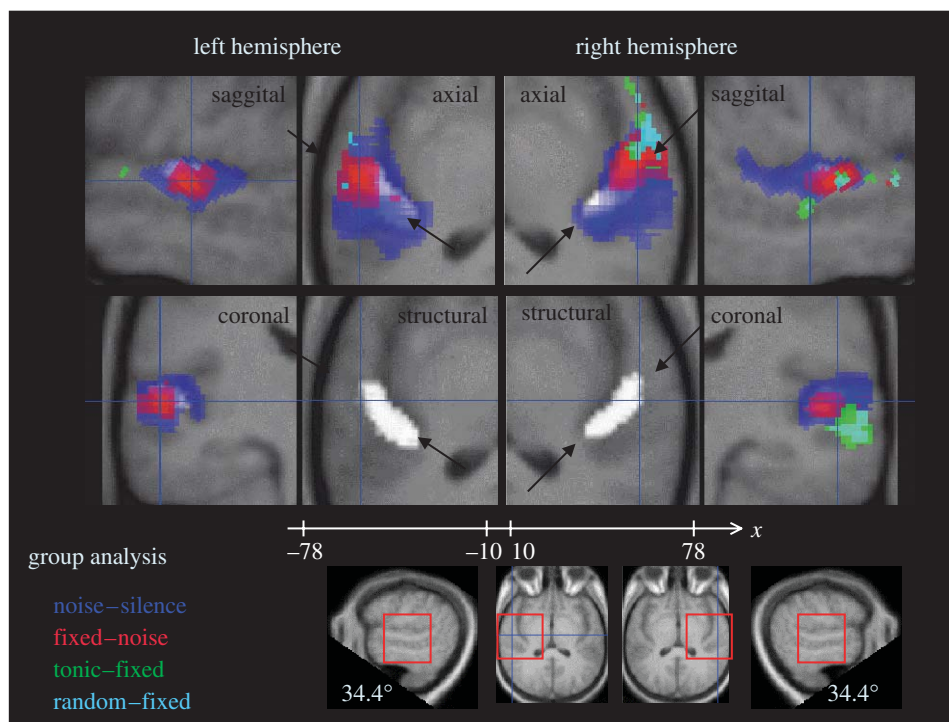 left hemisphere right hemisphere
saggital axial axial saggital
coronal structural structural coronal
–78 –10 10 78 x
group analysis
noise–silence
fixed–noise
tonic–fixed
random–fixed
34.4° 34.4°